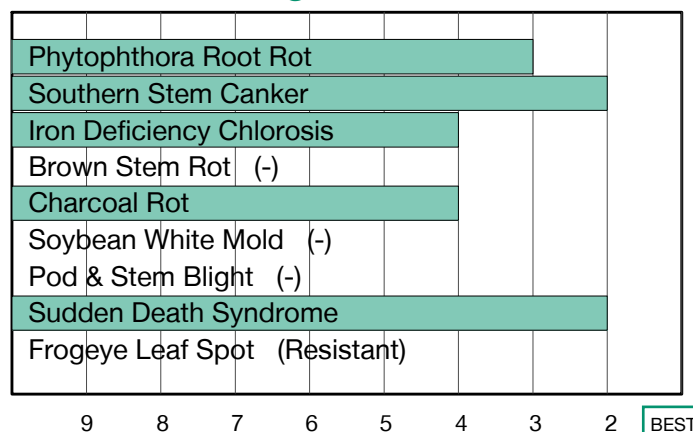 Phytophthora Root Rot
Southern Stem Canker
Iron Deficiency Chlorosis
Brown Stem Rot (-)
Charcoal Rot
Soybean White Mold (-)
Pod & Stem Blight (-)
Sudden Death Syndrome
Frogeye Leaf Spot (Resistant)
9 8 7 6 5 4 3 2 BEST